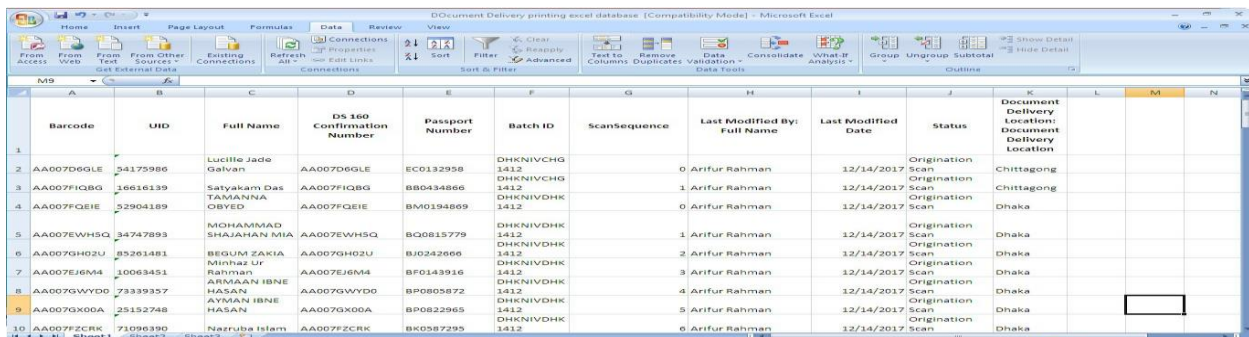 DOcument Delivery printing excel database [Compatibility Mode] - Microsoft Excel
Home Insert Page Layout Formulas Data Review View
From Access From Web From Text From Other Sources Existing Connections Refresh All Connections Properties Edit Links Sort Filter Clear Reapply Advanced Text to Columns Remove Duplicates Data Validation Consolidate What-If Analysis Group Ungroup Subtotal Show Detail Hide Detail
Get External Data Connections Sort & Filter Data Tools Outline
M9 fx
A B C D E F G H I J K L M N
1 Barcode UID Full Name DS 160 Confirmation Number Passport Number Batch ID ScanSequence Last Modified By: Full Name Last Modified Date Status Document Delivery Location: Document Delivery Location
2 AA007D6GLE 54175986 Lucille Jade Galvan AA007D6GLE EC0132958 DHKNIVCHG 1412 0 Arifur Rahman 12/14/2017 Origination Scan Chittagong
3 AA007FIQBG 16616139 Satyakam Das AA007FIQBG BB0434866 DHKNIVCHG 1412 1 Arifur Rahman 12/14/2017 Origination Scan Chittagong
4 AA007FQEIE 52904189 TAMANNA OBYED AA007FQEIE BM0194869 DHKNIVDHK 1412 0 Arifur Rahman 12/14/2017 Origination Scan Dhaka
5 AA007EWH5Q 34747893 MOHAMMAD SHAJAHAN MIA AA007EWH5Q BQ0815779 DHKNIVDHK 1412 1 Arifur Rahman 12/14/2017 Origination Scan Dhaka
6 AA007GH02U 85261481 BEGUM ZAKIA AA007GH02U BJ0242666 DHKNIVDHK 1412 2 Arifur Rahman 12/14/2017 Origination Scan Dhaka
7 AA007EJ6M4 10063451 Minhaz Ur Rahman AA007EJ6M4 BF0143916 DHKNIVDHK 1412 3 Arifur Rahman 12/14/2017 Origination Scan Dhaka
8 AA007GWYD0 73339357 ARMAAN IBNE HASAN AA007GWYD0 BP0805872 DHKNIVDHK 1412 4 Arifur Rahman 12/14/2017 Origination Scan Dhaka
9 AA007GX00A 25152748 AYMAN IBNE HASAN AA007GX00A BP0822965 DHKNIVDHK 1412 5 Arifur Rahman 12/14/2017 Origination Scan Dhaka
10 AA007FZCRK 71096390 Nazruba Islam AA007FZCRK BK0587295 DHKNIVDHK 1412 6 Arifur Rahman 12/14/2017 Origination Scan Dhaka
Sheet1 Sheet2 Sheet3